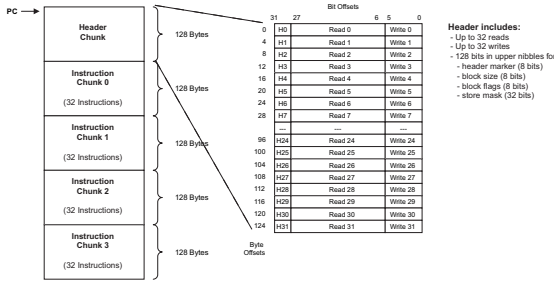 PC
Header
Chunk
128 Bytes
Instruction
Chunk 0
(32 Instructions)
128 Bytes
Instruction
Chunk 1
(32 Instructions)
128 Bytes
Instruction
Chunk 2
(32 Instructions)
128 Bytes
Instruction
Chunk 3
(32 Instructions)
128 Bytes
Bit Offsets
31 27 6 5 0
0 H0 Read 0 Write 0
4 H1 Read 1 Write 1
8 H2 Read 2 Write 2
12 H3 Read 3 Write 3
16 H4 Read 4 Write 4
20 H5 Read 5 Write 5
24 H6 Read 6 Write 6
28 H7 Read 7 Write 7
--- --- ---
96 H24 Read 24 Write 24
100 H25 Read 25 Write 25
104 H26 Read 26 Write 26
108 H27 Read 27 Write 27
112 H28 Read 28 Write 28
116 H29 Read 29 Write 29
120 H30 Read 30 Write 30
124 H31 Read 31 Write 31
Byte
Offsets
Header includes:
- Up to 32 reads
- Up to 32 writes
- 128 bits in upper nibbles for
- header marker (8 bits)
- block size (8 bits)
- block flags (8 bits)
- store mask (32 bits)